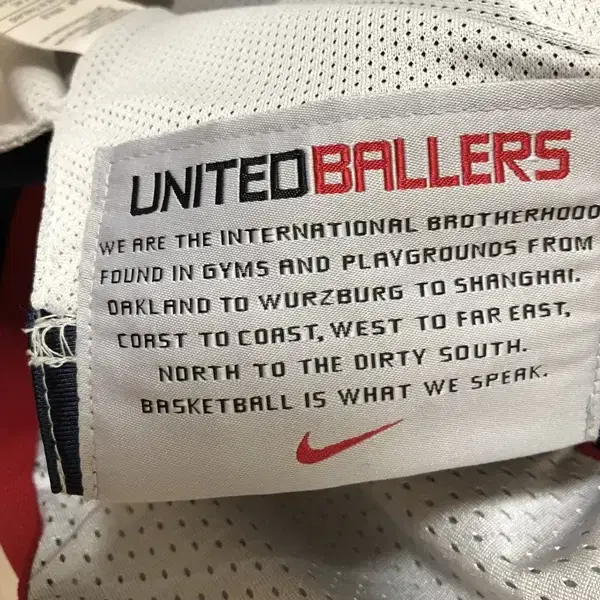 UNITEDBALLERS
WE ARE THE INTERNATIONAL BROTHERHOOD
FOUND IN GYMS AND PLAYGROUNDS FROM
OAKLAND TO WURZBURG TO SHANGHAI.
COAST TO COAST, WEST TO FAR EAST,
NORTH TO THE DIRTY SOUTH.
BASKETBALL IS WHAT WE SPEAK.